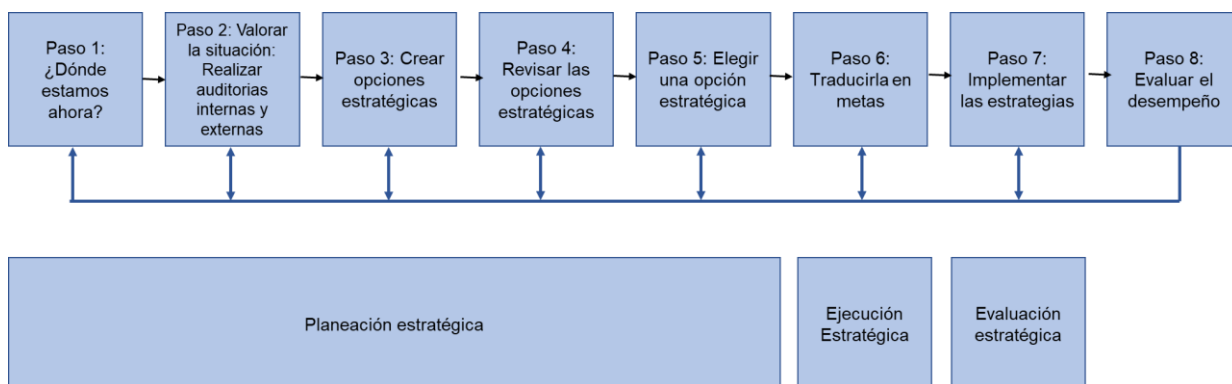 Paso 1:
¿Dónde
estamos
ahora?
Paso 2: Valorar
la situación:
Realizar
auditorias
internas y
externas
Paso 3: Crear
opciones
estratégicas
Paso 4:
Revisar las
opciones
estratégicas
Paso 5: Elegir
una opción
estratégica
Paso 6:
Traducirla en
metas
Paso 7:
Implementar
las estrategias
Paso 8:
Evaluar el
desempeño
Planeación estratégica
Ejecución
Estratégica
Evaluación
estratégica